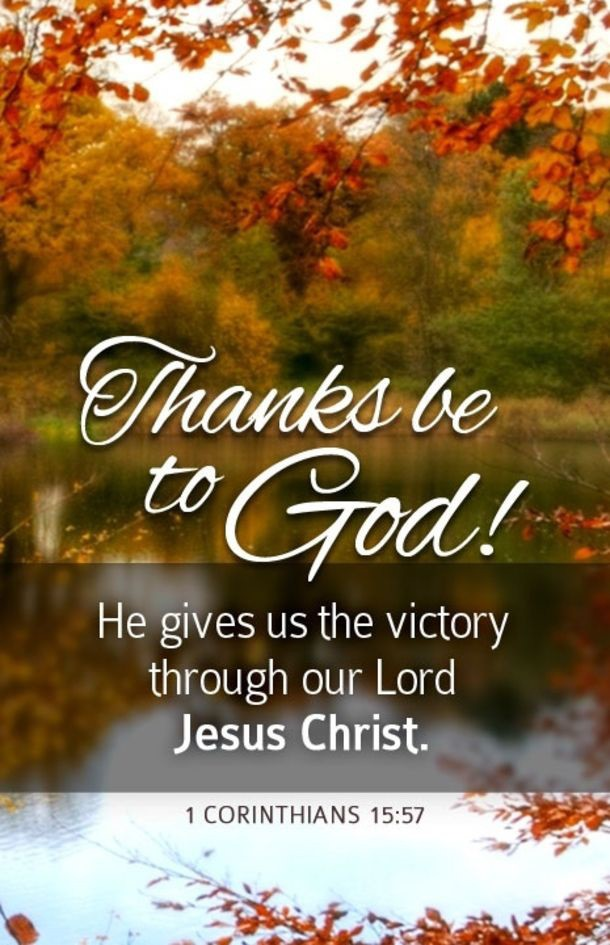 Thanks be
to God!
He gives us the victory
through our Lord
Jesus Christ.
1 CORINTHIANS 15:57